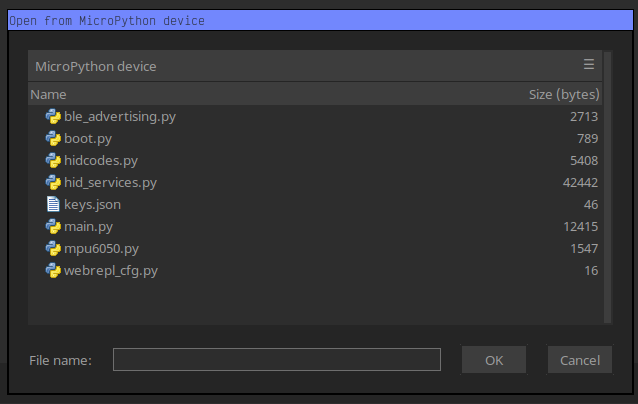 Open from MicroPython device
MicroPython device
Name Size (bytes)
ble_advertising.py 2713
boot.py 789
hidcodes.py 5408
hid_services.py 42442
keys.json 46
main.py 12415
mpu6050.py 1547
webrepl_cfg.py 16
File name: OK Cancel